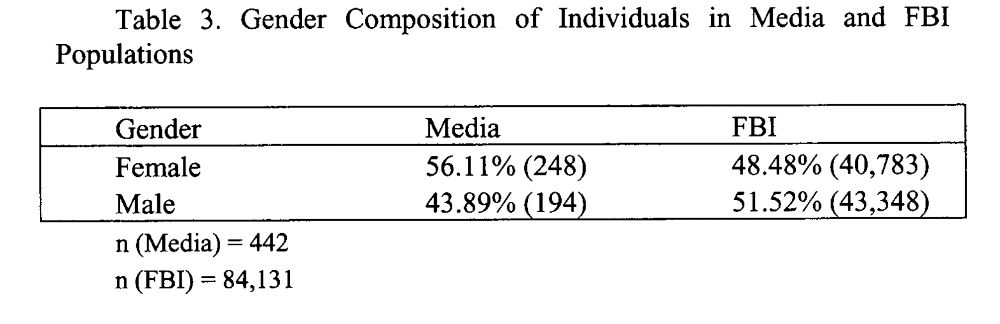 Table 3. Gender Composition of Individuals in Media and FBI
Populations
Gender Media FBI
Female 56.11% (248) 48.48% (40,783)
Male 43.89% (194) 51.52% (43,348)
n (Media) = 442
n (FBI) = 84,131